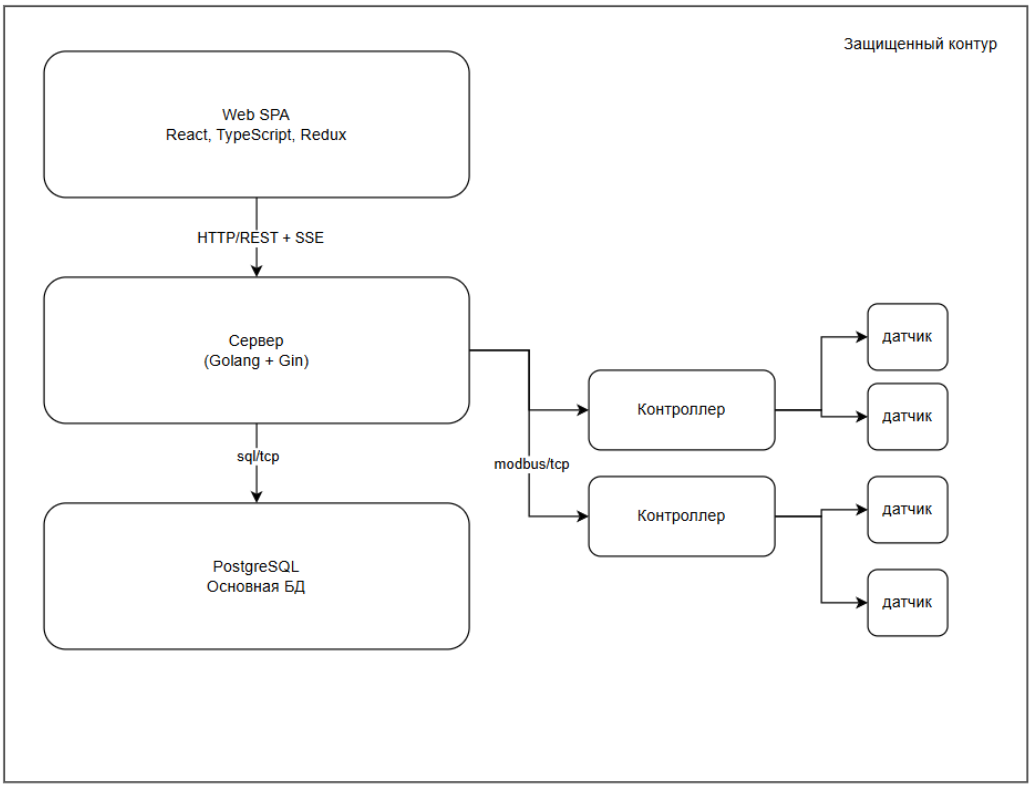 Защищенный контур
Web SPA
React, TypeScript, Redux
HTTP/REST + SSE
Сервер
(Golang + Gin)
sql/tcp
PostgreSQL
Основная БД
modbus/tcp
Контроллер
Контроллер
датчик
датчик
датчик
датчик